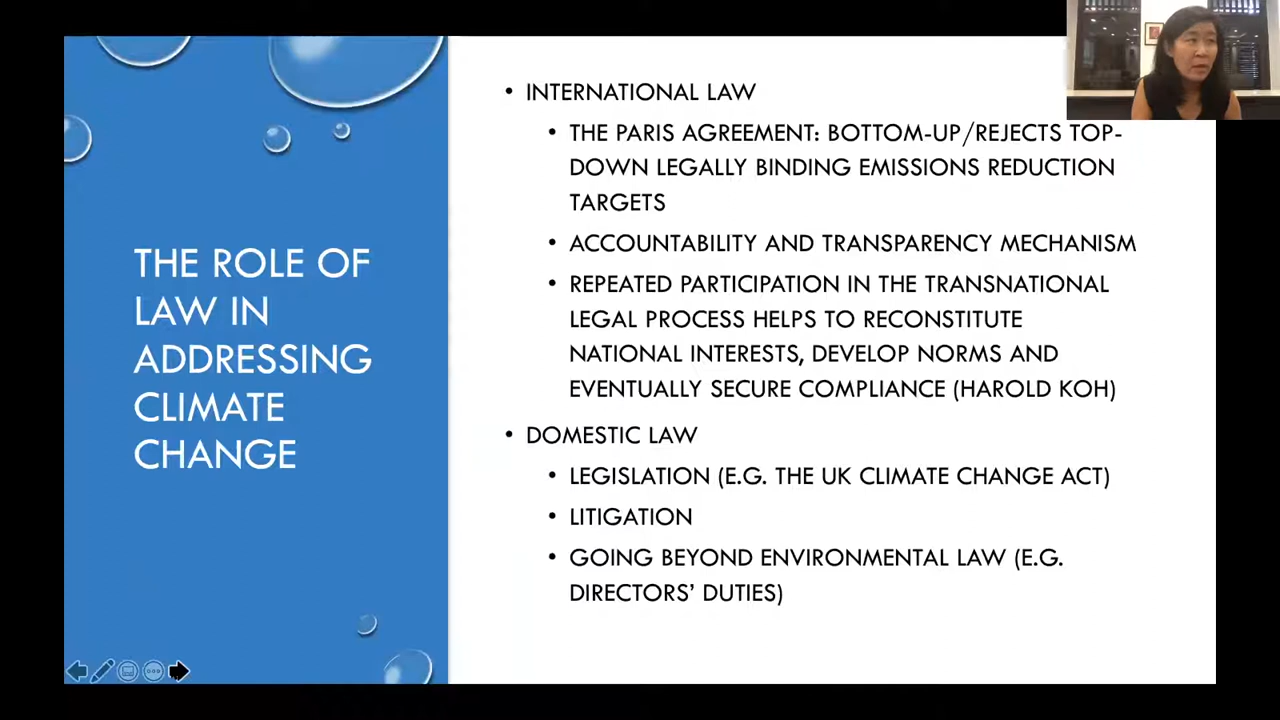 THE ROLE OF
LAW IN
ADDRESSING
CLIMATE
CHANGE
• INTERNATIONAL LAW
• THE PARIS AGREEMENT: BOTTOM-UP/REJECTS TOP-
DOWN LEGALLY BINDING EMISSIONS REDUCTION
TARGETS
• ACCOUNTABILITY AND TRANSPARENCY MECHANISM
• REPEATED PARTICIPATION IN THE TRANSNATIONAL
LEGAL PROCESS HELPS TO RECONSTITUTE
NATIONAL INTERESTS, DEVELOP NORMS AND
EVENTUALLY SECURE COMPLIANCE (HAROLD KOH)
• DOMESTIC LAW
• LEGISLATION (E.G. THE UK CLIMATE CHANGE ACT)
• LITIGATION
• GOING BEYOND ENVIRONMENTAL LAW (E.G.
DIRECTORS’ DUTIES)